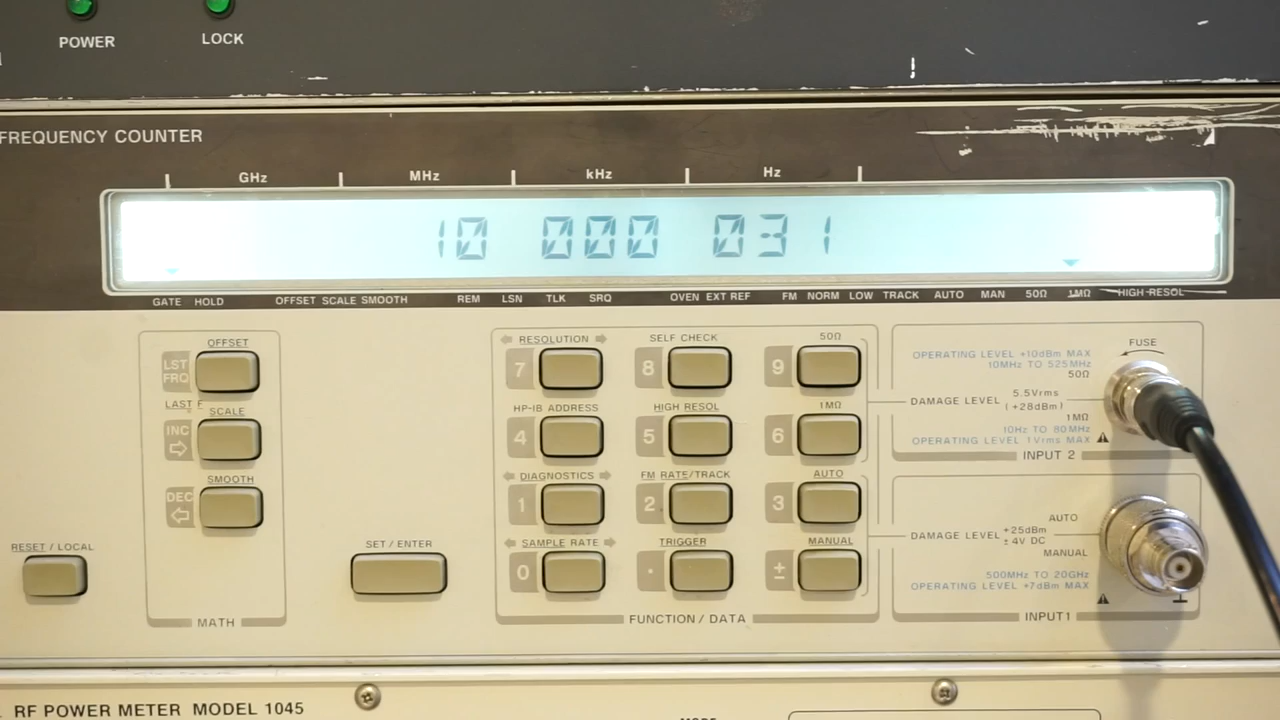 POWER
LOCK
FREQUENCY COUNTER
GHz MHz kHz Hz
10 000 031
GATE HOLD OFFSET SCALE SMOOTH REM LSN TLK SRQ OVEN EXT REF FM NORM LOW TRACK AUTO MAN 50Ω 1MΩ HIGH RESOL
OFFSET
LST
FRQ
LAST F
SCALE
INC
SMOOTH
DEC
RESET / LOCAL
MATH
SET / ENTER
RESOLUTION
SELF CHECK
50Ω
7
8
9
HP-IB ADDRESS
HIGH RESOL
1MΩ
4
5
6
DIAGNOSTICS
FM RATE/TRACK
AUTO
1
2
3
SAMPLE RATE
TRIGGER
MANUAL
0
.
±
FUNCTION / DATA
FUSE
OPERATING LEVEL +10dBm MAX
10MHz TO 525MHz
50Ω
DAMAGE LEVEL 5.5Vrms
(+28dBm)
1MΩ
10Hz TO 80MHz
OPERATING LEVEL 1Vrms MAX
INPUT 2
AUTO
DAMAGE LEVEL +25dBm
± 4V DC
MANUAL
500MHz TO 20GHz
OPERATING LEVEL +7dBm MAX
INPUT1
RF POWER METER MODEL 1045